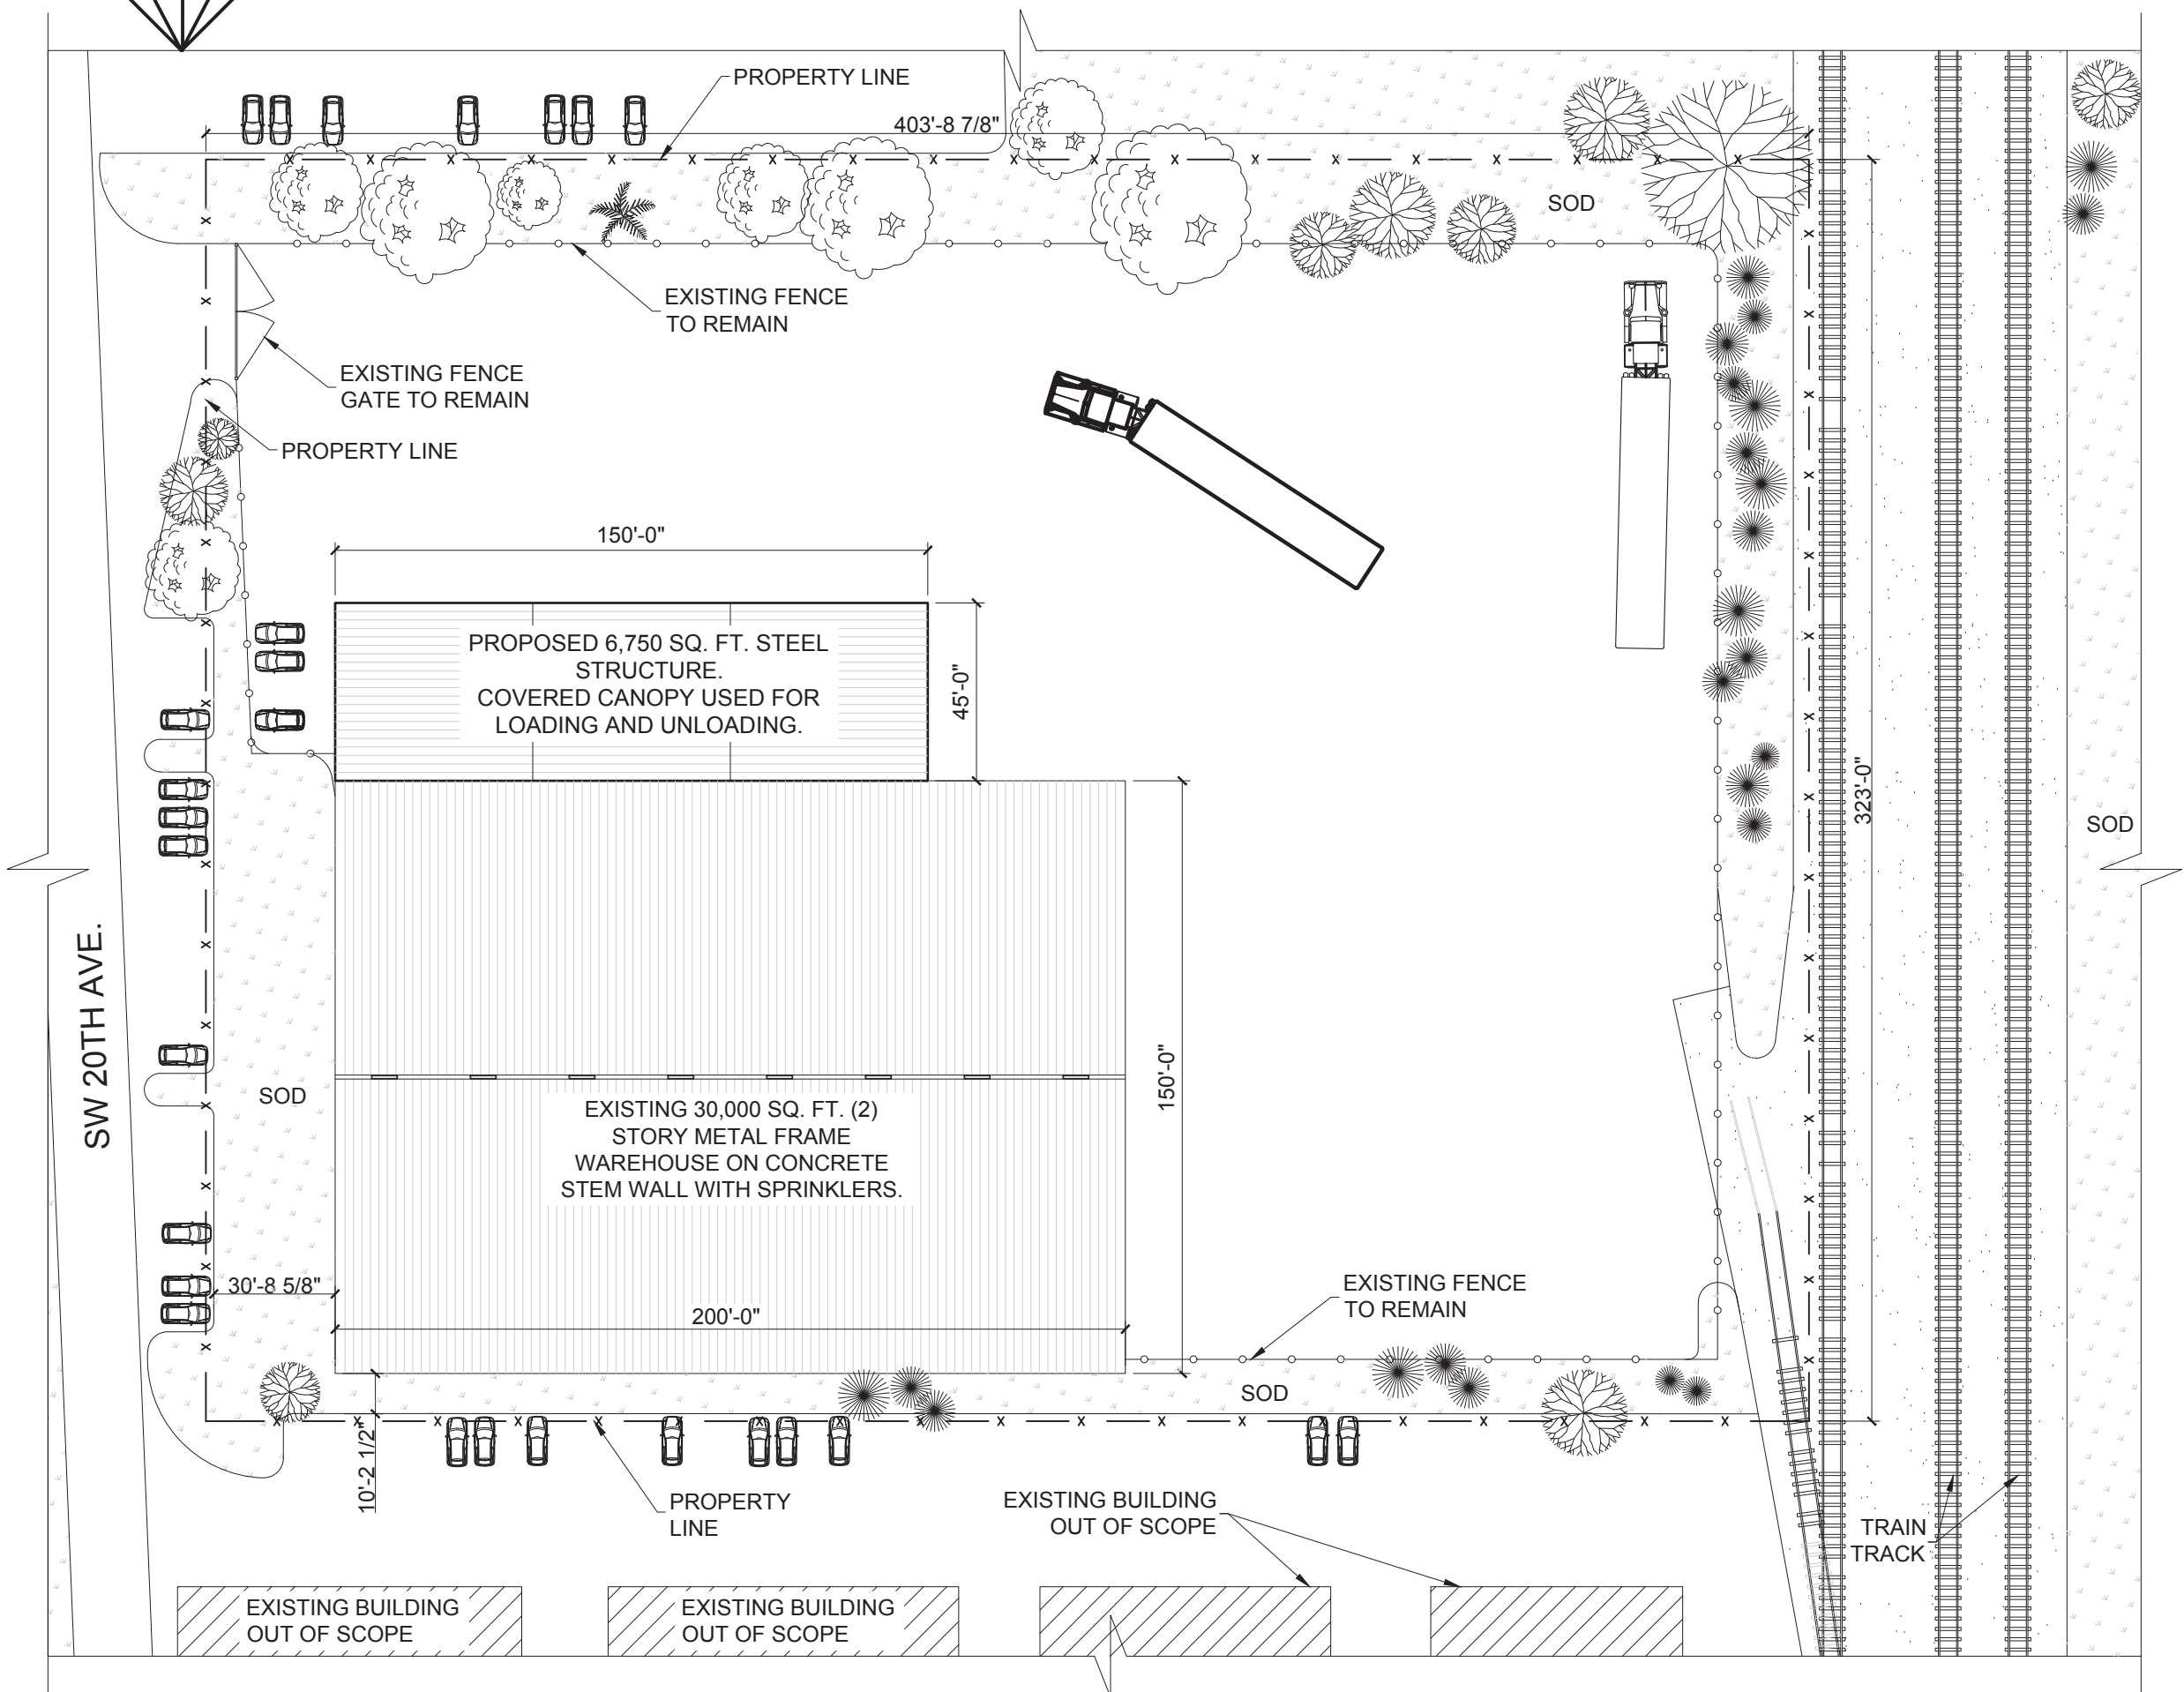 PROPERTY LINE
403'-8 7/8"
SOD
EXISTING FENCE
TO REMAIN
EXISTING FENCE
GATE TO REMAIN
PROPERTY LINE
150'-0"
PROPOSED 6,750 SQ. FT. STEEL
STRUCTURE.
COVERED CANOPY USED FOR
LOADING AND UNLOADING.
45'-0"
323'-0"
SOD
SW 20TH AVE.
SOD
150'-0"
EXISTING 30,000 SQ. FT. (2)
STORY METAL FRAME
WAREHOUSE ON CONCRETE
STEM WALL WITH SPRINKLERS.
30'-8 5/8"
200'-0"
EXISTING FENCE
TO REMAIN
SOD
10'-2 1/2"
PROPERTY
LINE
EXISTING BUILDING
OUT OF SCOPE
TRAIN
TRACK
EXISTING BUILDING
OUT OF SCOPE
EXISTING BUILDING
OUT OF SCOPE